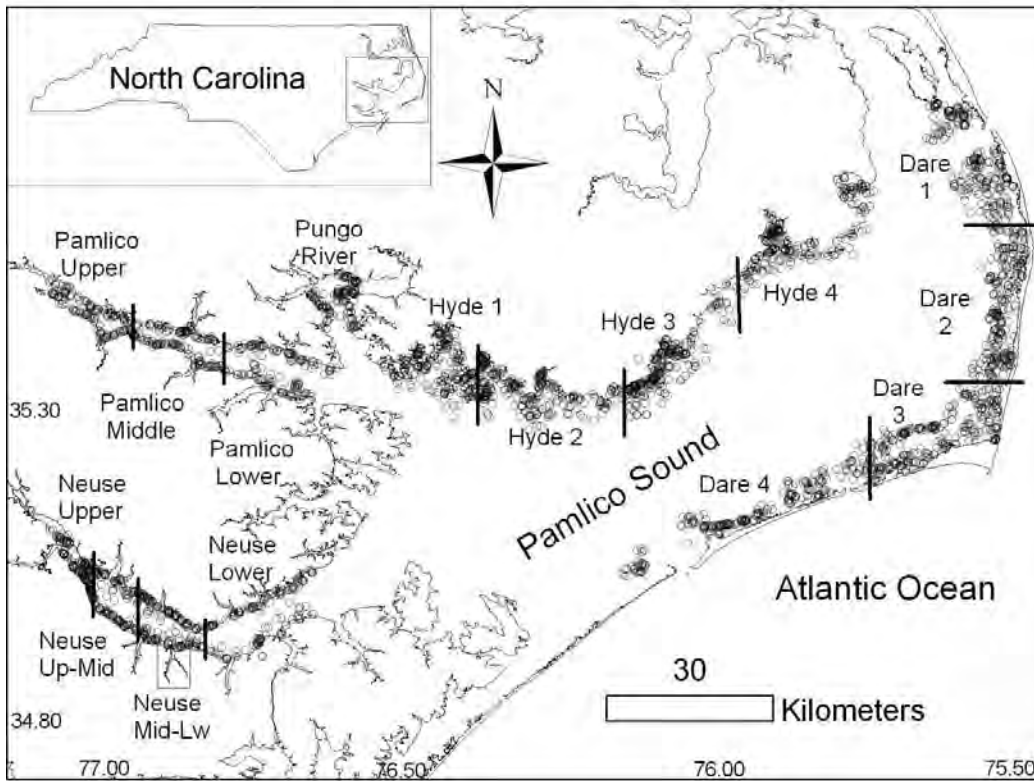 North Carolina
N
Dare
1
Pamlico
Upper
Pungo
River
Hyde 1
Hyde 3
Hyde 4
Dare
2
35.30
Pamlico
Middle
Hyde 2
Dare
3
Pamlico
Lower
Pamlico Sound
Dare 4
Neuse
Upper
Neuse
Lower
Atlantic Ocean
Neuse
Up-Mid
Neuse
Mid-Lw
30
Kilometers
34.80
77.00
76.50
76.00
75.50